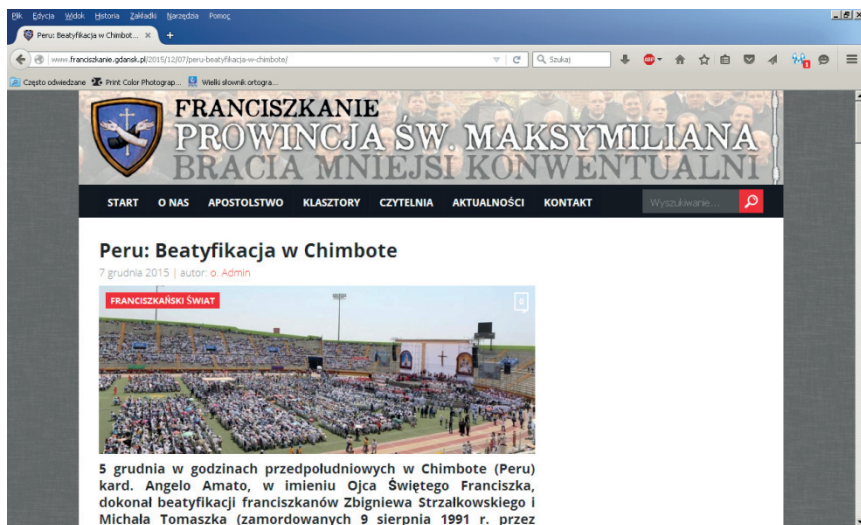 Plik Edycja Widok Historia Zakładki Narzędzia Pomoc
Peru: Beatyfikacja w Chimbot...
www.franciszkanie.gdansk.pl/2015/12/07/peru-beatyfikacja-w-chimbote/
Szukaj
ABP
Często odwiedzane Print Color Photograp... Wielki słownik ortogra...
FRANCISZKANIE
PROWINCJA ŚW. MAKSYMILIANA
BRACIA MNIEJSI KONWENTUALNI
START O NAS APOSTOLSTWO KLASZTORY CZYTELNIA AKTUALNOŚCI KONTAKT Wyszukiwanie...
Peru: Beatyfikacja w Chimbote
7 grudnia 2015 | autor: o. Admin
FRANCISZKAŃSKI ŚWIAT
0
5 grudnia w godzinach przedpołudniowych w Chimbote (Peru)
kard. Angelo Amato, w imieniu Ojca Świętego Franciszka,
dokonał beatyfikacji franciszkanów Zbigniewa Strzałkowskiego i
Michała Tomaszka (zamordowanych 9 sierpnia 1991 r. przez